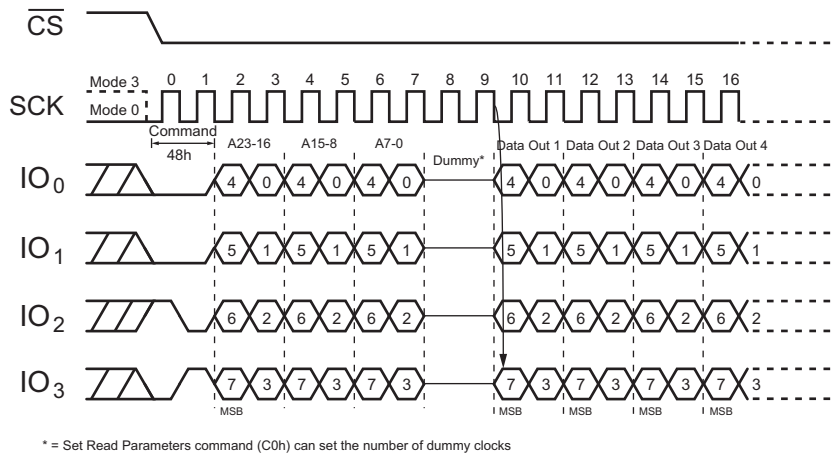 CS
Mode 3 0 1 2 3 4 5 6 7 8 9 10 11 12 13 14 15 16
SCK
Mode 0
Command A23-16 A15-8 A7-0 Dummy* Data Out 1 Data Out 2 Data Out 3 Data Out 4
48h
IO0 4 0 4 0 4 0 4 0 4 0 4 0 4 0
IO1 5 1 5 1 5 1 5 1 5 1 5 1 5 1
IO2 6 2 6 2 6 2 6 2 6 2 6 2 6 2
IO3 7 3 7 3 7 3 7 3 7 3 7 3 7 3
MSB MSB MSB MSB MSB
* = Set Read Parameters command (C0h) can set the number of dummy clocks